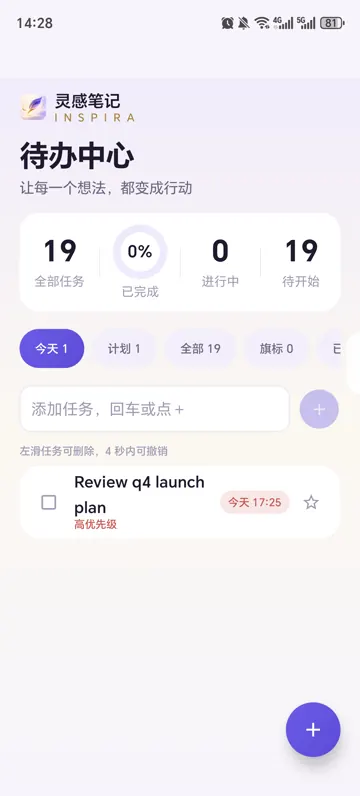 14:28
4G 5G 81
灵感笔记
INSPIRA
待办中心
让每一个想法，都变成行动
19 0% 0 19
全部任务 已完成 进行中 待开始
今天 1 计划 1 全部 19 旗标 0
添加任务，回车或点＋
左滑任务可删除，4 秒内可撤销
Review q4 launch
plan
今天 17:25
高优先级